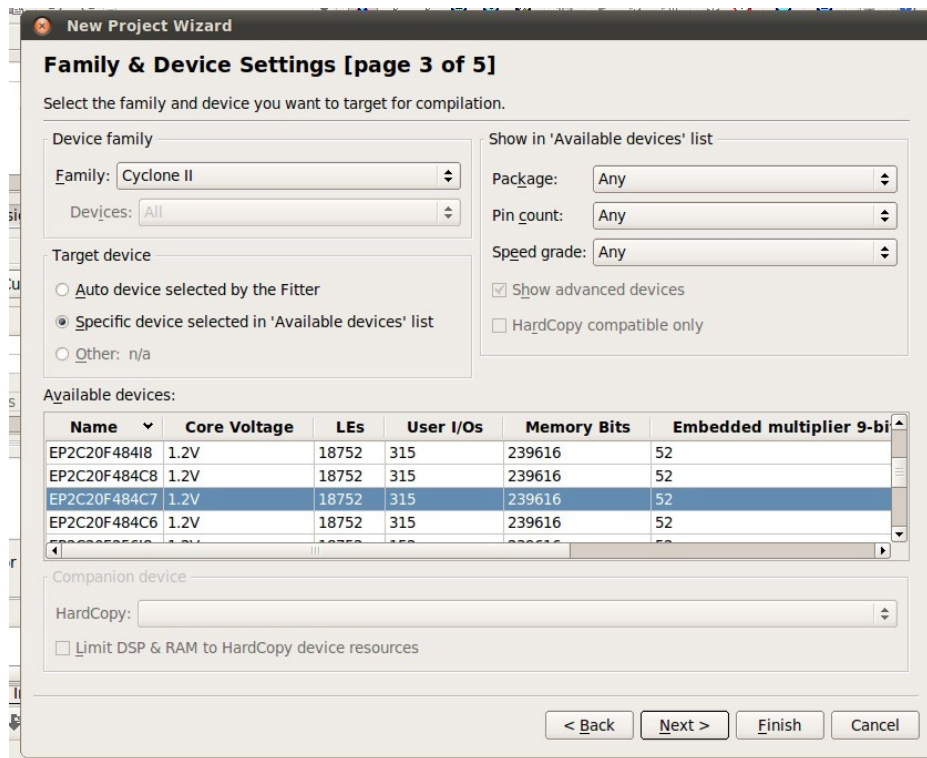 New Project Wizard
Family & Device Settings [page 3 of 5]
Select the family and device you want to target for compilation.
Device family
Family: Cyclone II
Devices: All
Show in 'Available devices' list
Package: Any
Pin count: Any
Speed grade: Any
Show advanced devices
HardCopy compatible only
Target device
Auto device selected by the Fitter
Specific device selected in 'Available devices' list
Other: n/a
Available devices:
Name Core Voltage LEs User I/Os Memory Bits Embedded multiplier 9-bi
EP2C20F484I8 1.2V 18752 315 239616 52
EP2C20F484C8 1.2V 18752 315 239616 52
EP2C20F484C7 1.2V 18752 315 239616 52
EP2C20F484C6 1.2V 18752 315 239616 52
Companion device
HardCopy:
Limit DSP & RAM to HardCopy device resources
< Back Next > Finish Cancel